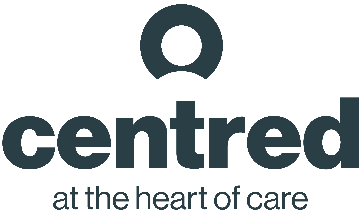 centred
at the heart of care